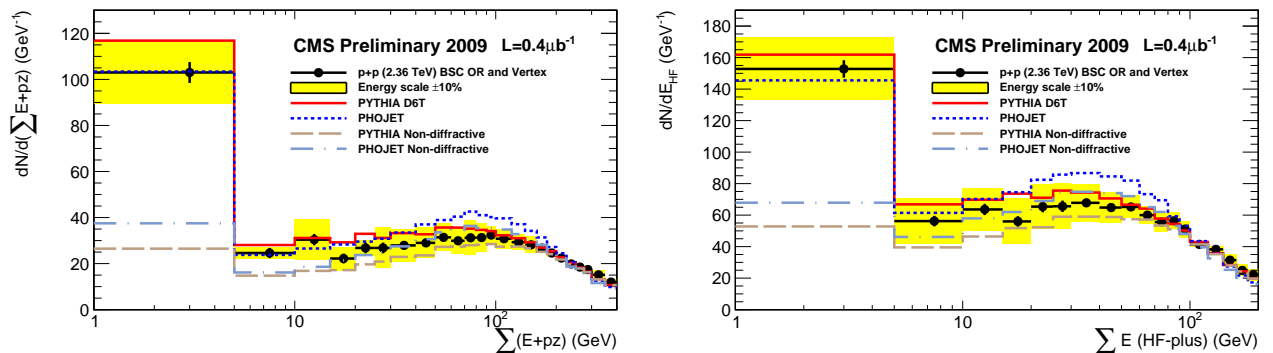 dN/d(∑E+pz) (GeV⁻¹)
120
100
80
60
40
20
0
CMS Preliminary 2009 L=0.4μb⁻¹
p+p (2.36 TeV) BSC OR and Vertex
Energy scale ±10%
PYTHIA D6T
PHOJET
PYTHIA Non-diffractive
PHOJET Non-diffractive
1 10 10²
∑(E+pz) (GeV)
dN/dE_HF (GeV⁻¹)
180
160
140
120
100
80
60
40
20
0
CMS Preliminary 2009 L=0.4μb⁻¹
p+p (2.36 TeV) BSC OR and Vertex
Energy scale ±10%
PYTHIA D6T
PHOJET
PYTHIA Non-diffractive
PHOJET Non-diffractive
1 10 10²
∑ E (HF-plus) (GeV)